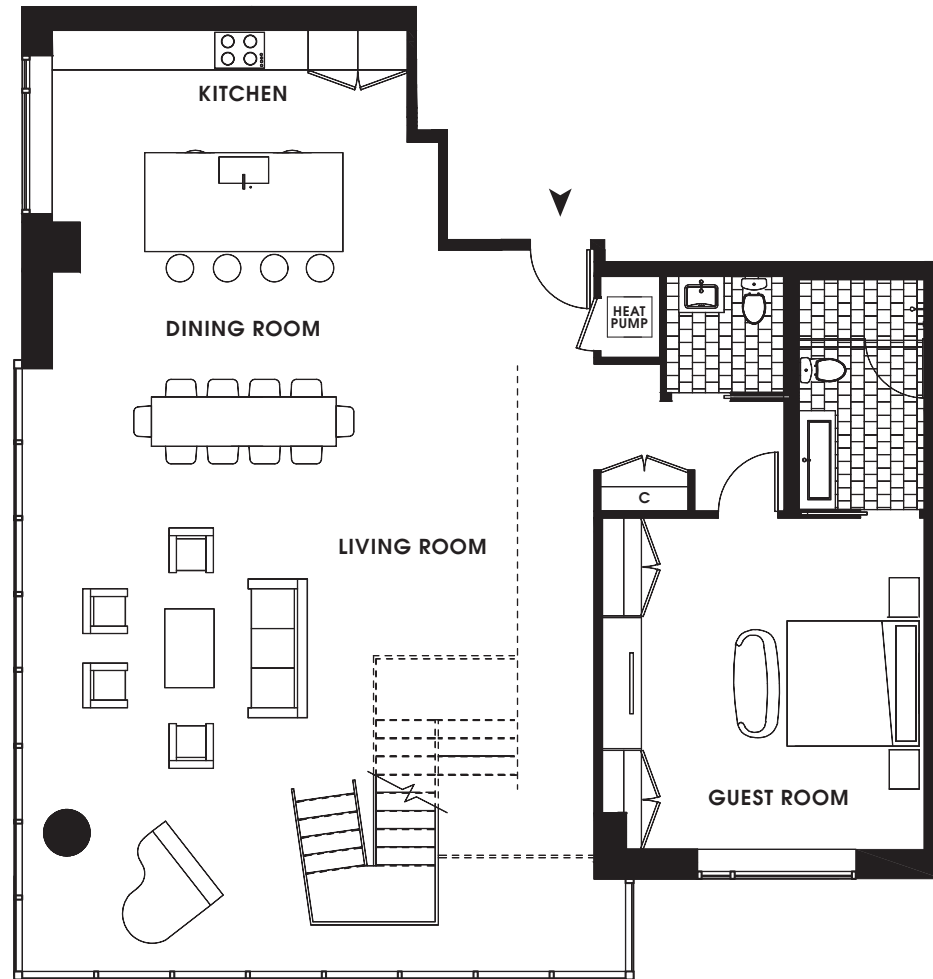 KITCHEN
HEAT
PUMP
DINING ROOM
C
LIVING ROOM
GUEST ROOM